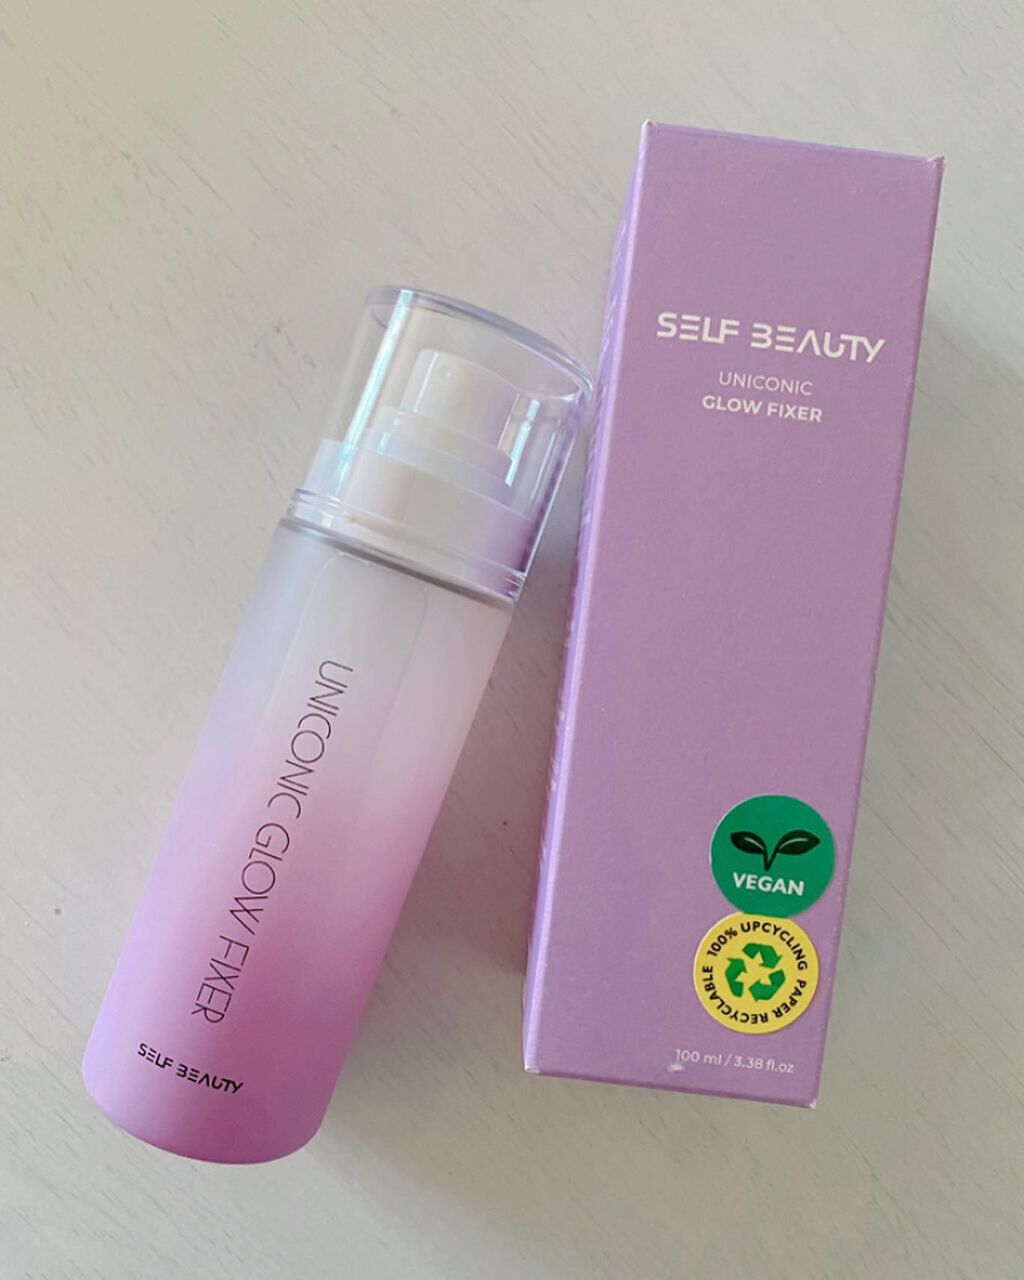 SELF BEAUTY
UNICONIC
GLOW FIXER
VEGAN
100% UPCYCLING PAPER RECYCLABLE
100 ml / 3.38 fl.oz
UNICONIC GLOW FIXER
SELF BEAUTY